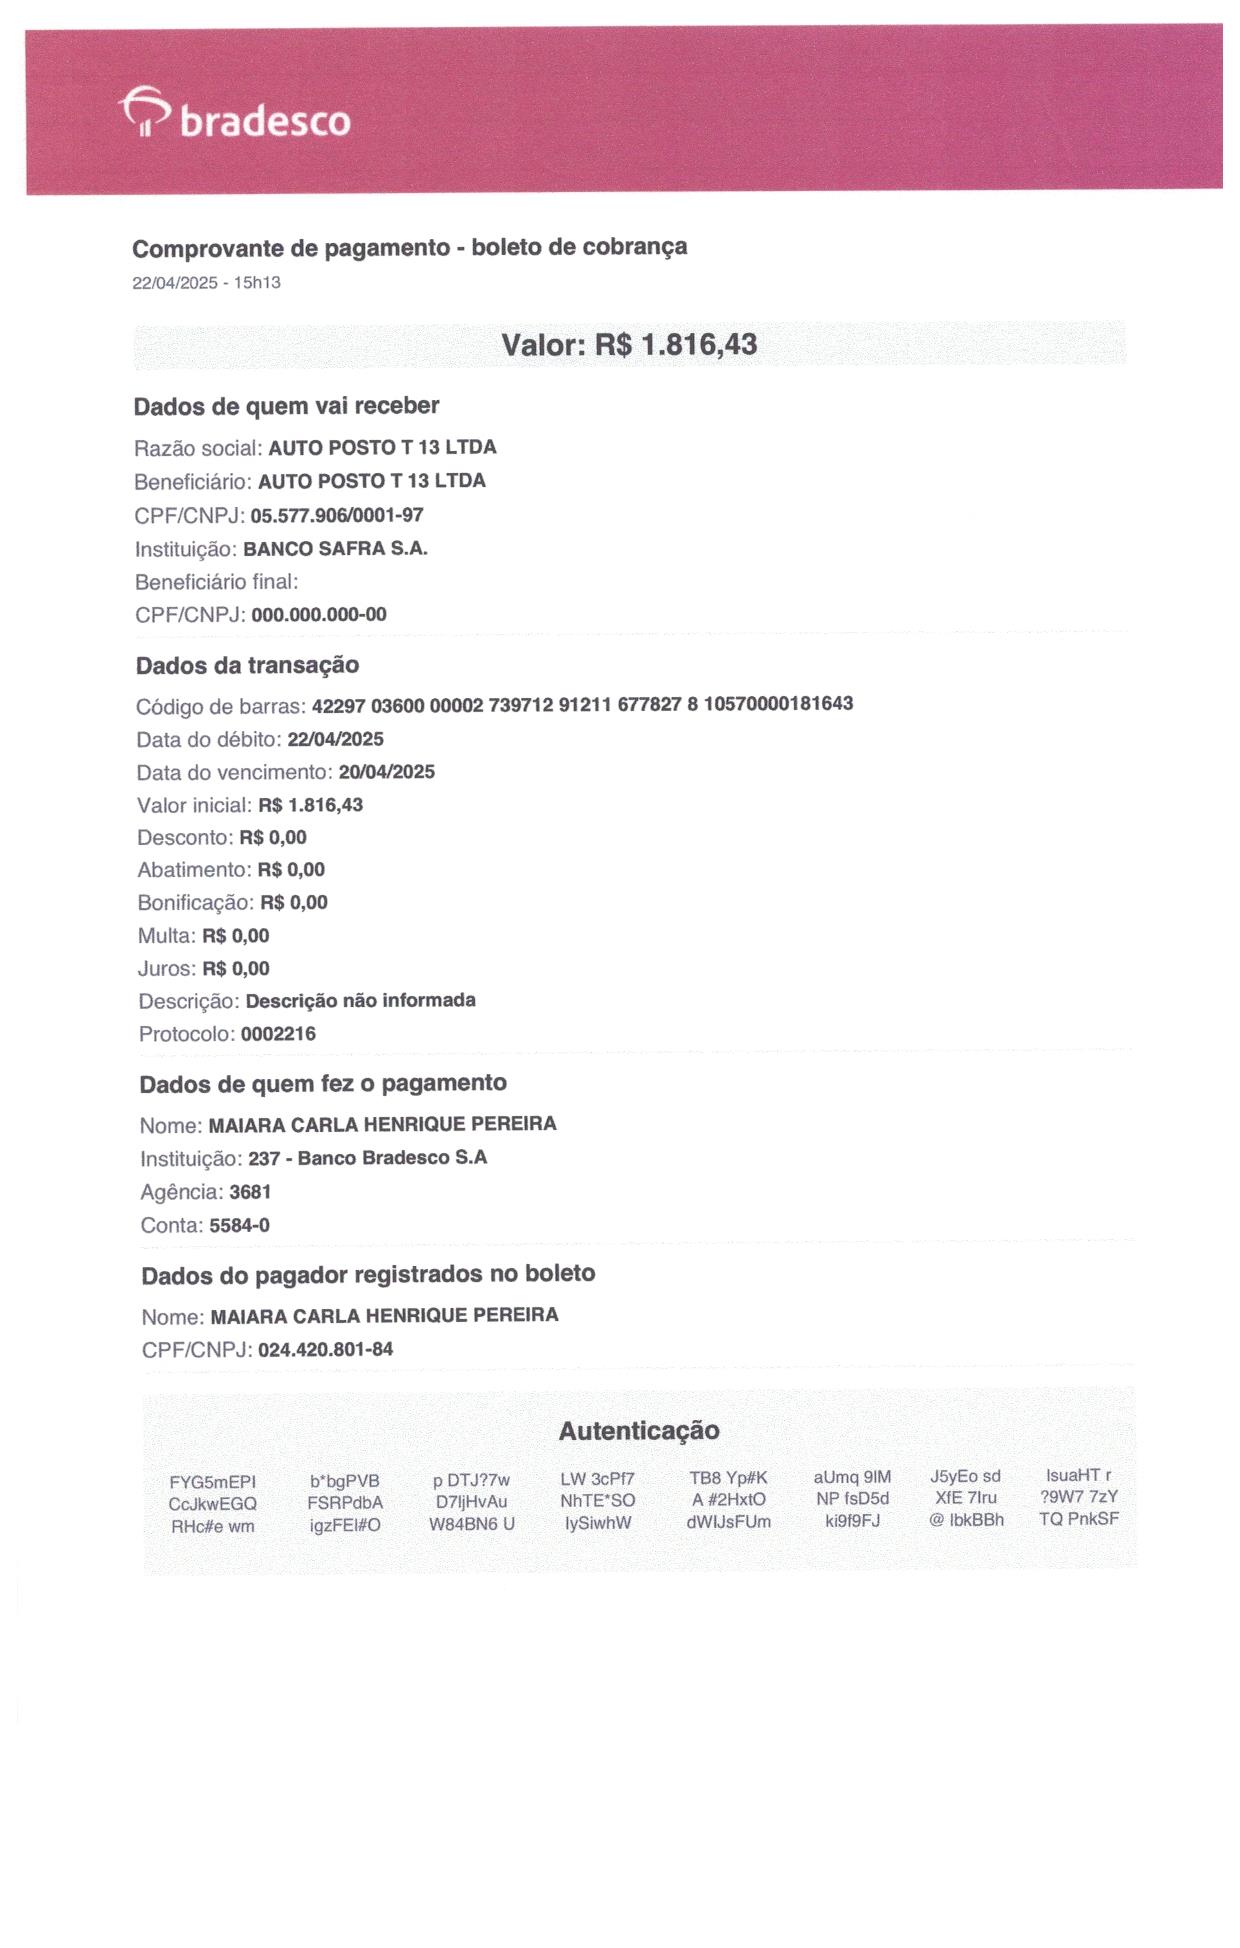 bradesco
Comprovante de pagamento - boleto de cobrança
22/04/2025 - 15h13
Valor: R$ 1.816,43
Dados de quem vai receber
Razão social: AUTO POSTO T 13 LTDA
Beneficiário: AUTO POSTO T 13 LTDA
CPF/CNPJ: 05.577.906/0001-97
Instituição: BANCO SAFRA S.A.
Beneficiário final:
CPF/CNPJ: 000.000.000-00
Dados da transação
Código de barras: 42297 03600 00002 739712 91211 677827 8 10570000181643
Data do débito: 22/04/2025
Data do vencimento: 20/04/2025
Valor inicial: R$ 1.816,43
Desconto: R$ 0,00
Abatimento: R$ 0,00
Bonificação: R$ 0,00
Multa: R$ 0,00
Juros: R$ 0,00
Descrição: Descrição não informada
Protocolo: 0002216
Dados de quem fez o pagamento
Nome: MAIARA CARLA HENRIQUE PEREIRA
Instituição: 237 - Banco Bradesco S.A
Agência: 3681
Conta: 5584-0
Dados do pagador registrados no boleto
Nome: MAIARA CARLA HENRIQUE PEREIRA
CPF/CNPJ: 024.420.801-84
Autenticação
FYG5mEPI b*bgPVB p DTJ?7w LW 3cPf7 TB8 Yp#K aUmq 9IM J5yEo sd IsuaHT r
CcJkwEGQ FSRPdbA D7IjHvAu NhTE*SO A #2HxtO NP fsD5d XfE 7Iru ?9W7 7zY
RHc#e wm igzFEI#O W84BN6 U IySiwhW dWIJsFUm ki9f9FJ @ IbkBBh TQ PnkSF